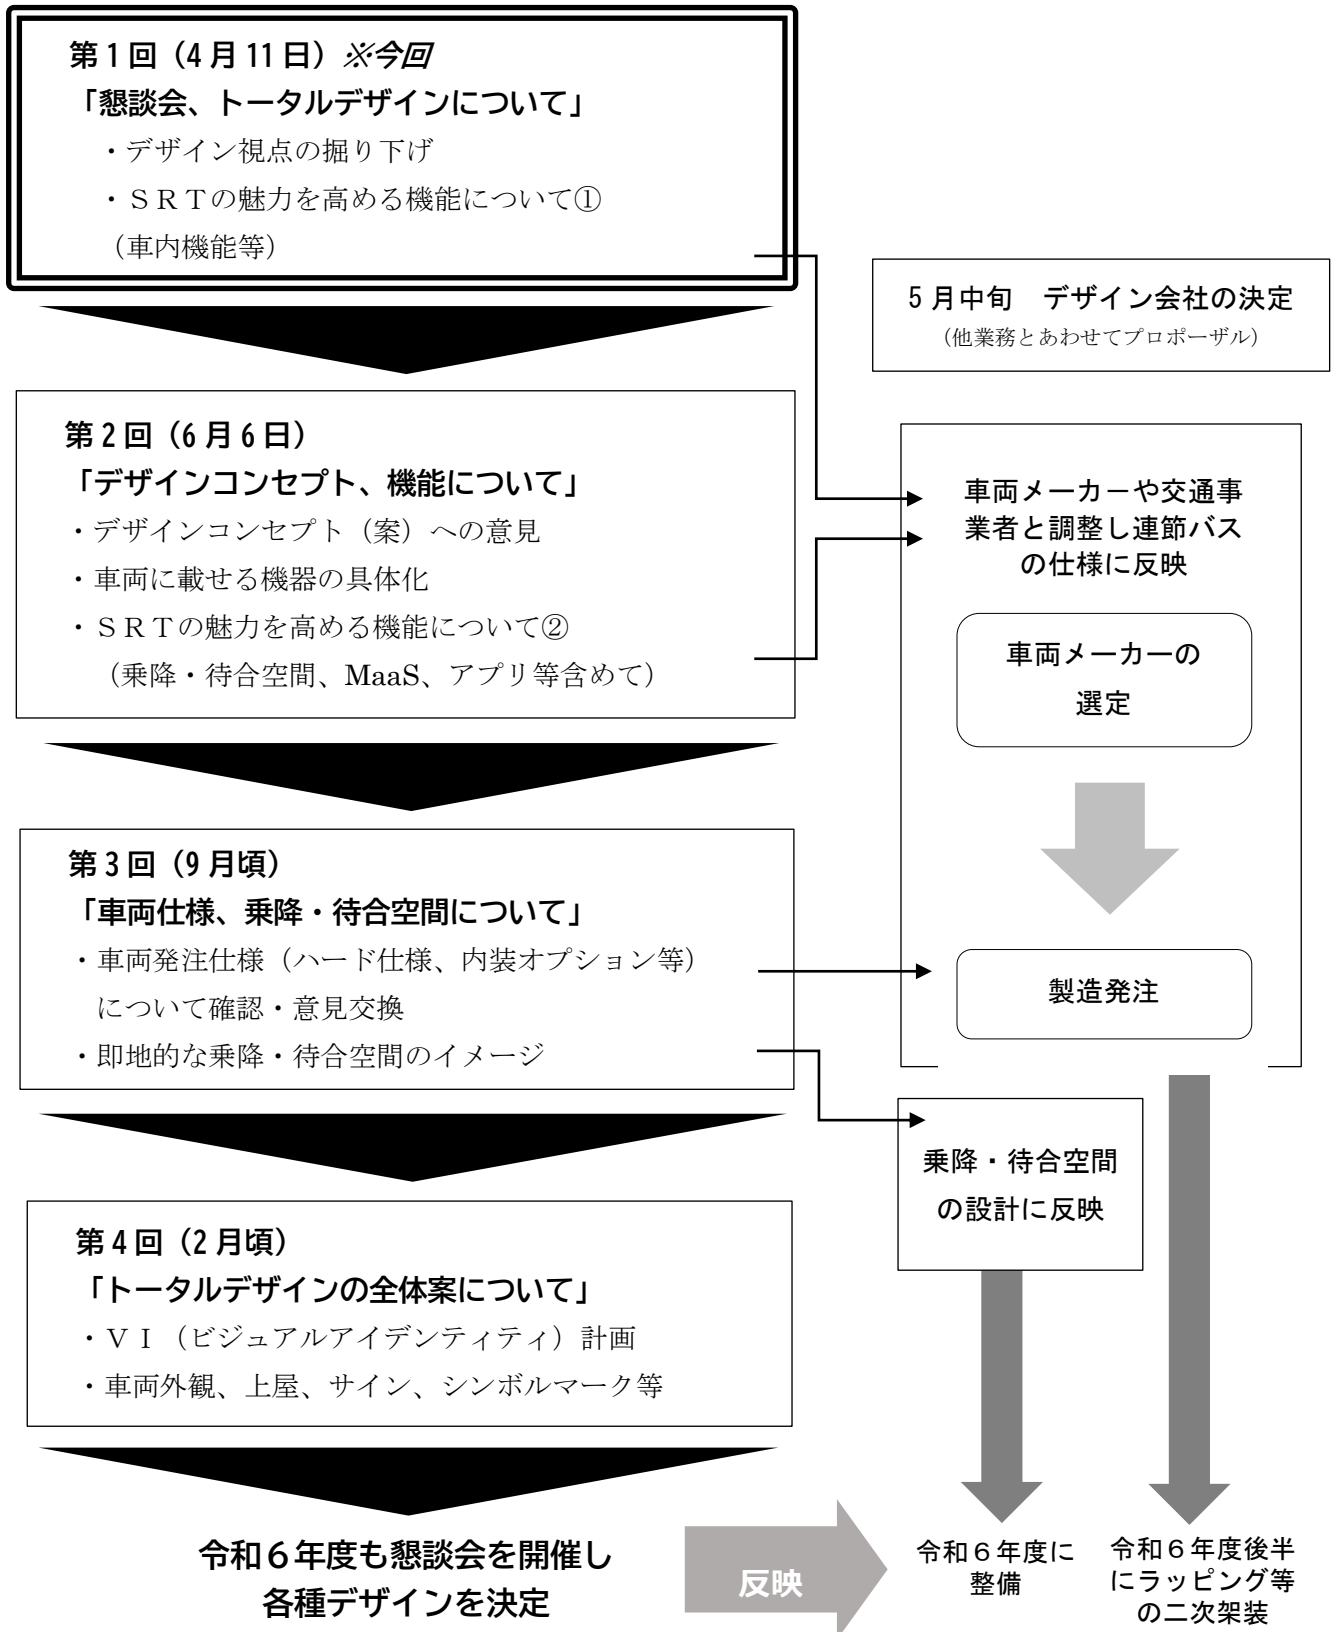 第1回（4月11日）※今回
「懇談会、トータルデザインについて」
・デザイン視点の掘り下げ
・ＳＲＴの魅力を高める機能について①
（車内機能等）
5月中旬　デザイン会社の決定
（他業務とあわせてプロポーザル）
第2回（6月6日）
「デザインコンセプト、機能について」
・デザインコンセプト（案）への意見
・車両に載せる機器の具体化
・ＳＲＴの魅力を高める機能について②
（乗降・待合空間、MaaS、アプリ等含めて）
車両メーカーや交通事
業者と調整し連節バス
の仕様に反映
車両メーカーの
選定
製造発注
第3回（9月頃）
「車両仕様、乗降・待合空間について」
・車両発注仕様（ハード仕様、内装オプション等）
について確認・意見交換
・即地的な乗降・待合空間のイメージ
乗降・待合空間
の設計に反映
第4回（2月頃）
「トータルデザインの全体案について」
・ＶＩ（ビジュアルアイデンティティ）計画
・車両外観、上屋、サイン、シンボルマーク等
令和６年度も懇談会を開催し
各種デザインを決定
反映
令和６年度に
整備
令和６年度後半
にラッピング等
の二次架装